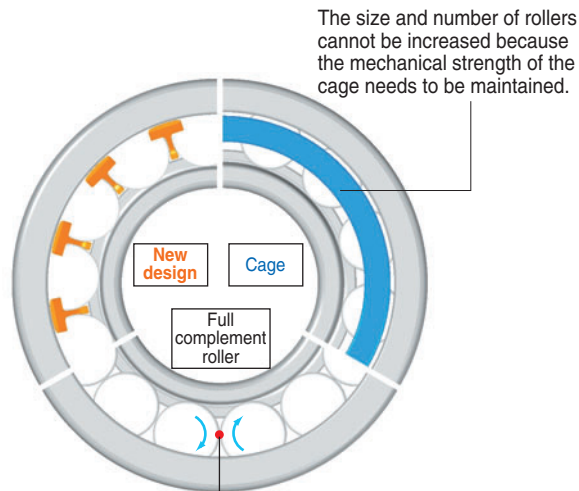 The size and number of rollers
cannot be increased because
the mechanical strength of the
cage needs to be maintained.
New
design
Cage
Full
complement
roller